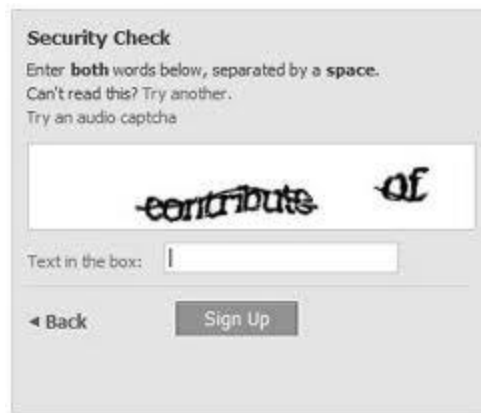 Security Check
Enter both words below, separated by a space.
Can't read this? Try another.
Try an audio captcha
contribute of
Text in the box:
◄ Back Sign Up